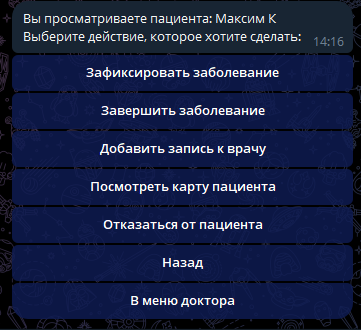 Вы просматриваете пациента: Максим К
Выберите действие, которое хотите сделать:
14:16
Зафиксировать заболевание
Завершить заболевание
Добавить запись к врачу
Посмотреть карту пациента
Отказаться от пациента
Назад
В меню доктора